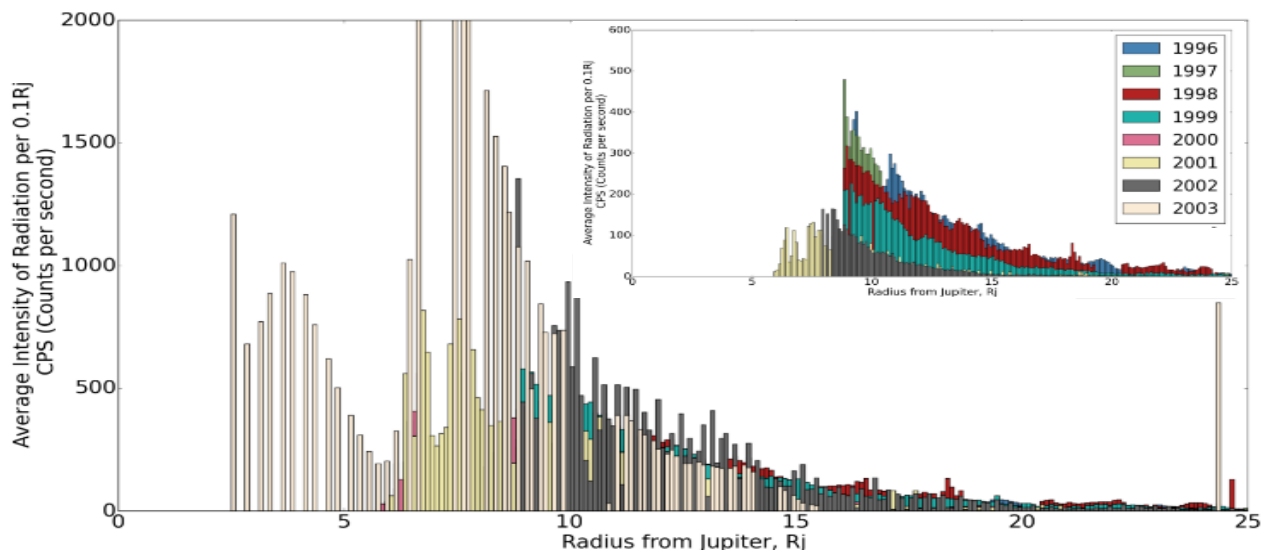 Average Intensity of Radiation per 0.1Rj
CPS (Counts per second)
2000
1500
1000
500
0
0 5 10 15 20 25
Radius from Jupiter, Rj
Average Intensity of Radiation per 0.1Rj
CPS (Counts per second)
600
500
400
300
200
100
0
0 5 10 15 20 25
Radius from Jupiter, Rj
1996
1997
1998
1999
2000
2001
2002
2003